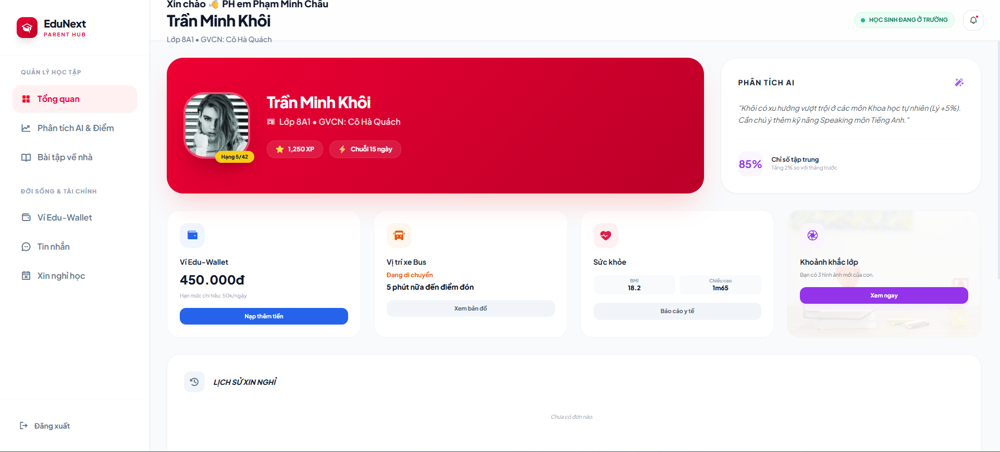 EduNext
PARENT HUB
QUẢN LÝ HỌC TẬP
Tổng quan
Phân tích AI & Điểm
Bài tập về nhà
ĐỜI SỐNG & TÀI CHÍNH
Ví Edu-Wallet
Tin nhắn
Xin nghỉ học
Đăng xuất
Xin chào 👋 PH em Phạm Minh Châu
Trần Minh Khôi
Lớp 8A1 • GVCN: Cô Hà Quách
HỌC SINH ĐANG Ở TRƯỜNG
Trần Minh Khôi
Lớp 8A1 • GVCN: Cô Hà Quách
1,250 XP
Chuỗi 15 ngày
Hạng 5/42
PHÂN TÍCH AI
"Khôi có xu hướng vượt trội ở các môn Khoa học tự nhiên (Lý +5%).
Cần chú ý thêm kỹ năng Speaking môn Tiếng Anh."
85%
Chỉ số tập trung
Tăng 2% so với tháng trước
Ví Edu-Wallet
450.000đ
Hạn mức chi tiêu: 50k/ngày
Nạp thêm tiền
Vị trí xe Bus
Đang di chuyển
5 phút nữa đến điểm đón
Xem bản đồ
Sức khỏe
BMI
18.2
Chiều cao
1m65
Báo cáo y tế
Khoảnh khắc lớp
Bạn có 3 hình ảnh mới của con.
Xem ngay
LỊCH SỬ XIN NGHỈ
Chưa có đơn nào.